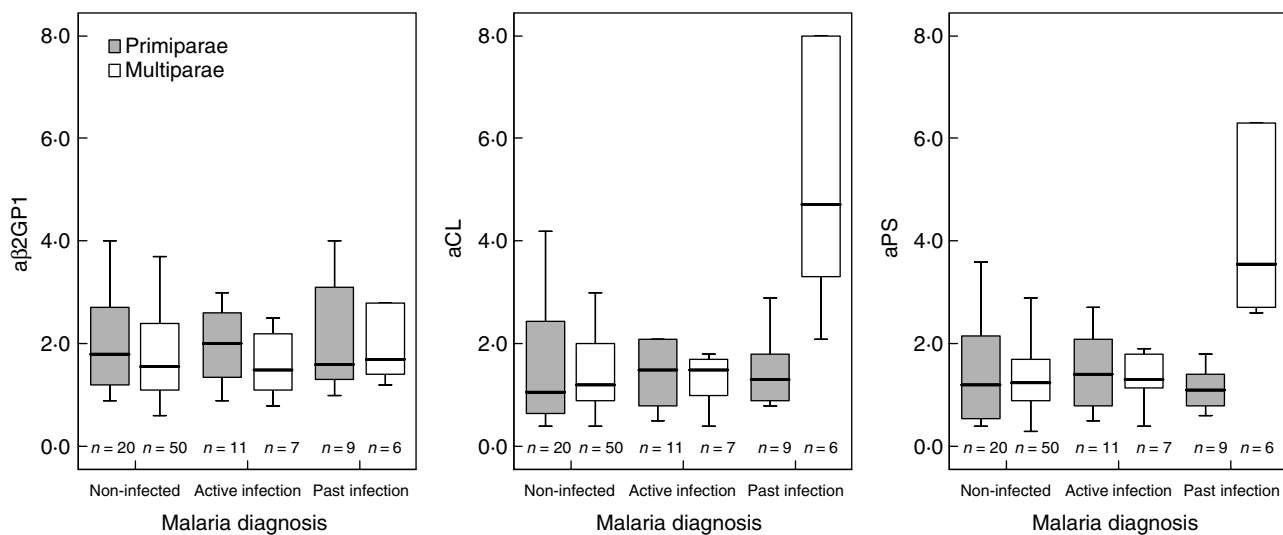 8·0
6·0
4·0
2·0
0·0
aβ2GP1
Primiparae
Multiparae
n = 20 n = 50 n = 11 n = 7 n = 9 n = 6
Non-infected Active infection Past infection
Malaria diagnosis
8·0
6·0
4·0
2·0
0·0
aCL
n = 20 n = 50 n = 11 n = 7 n = 9 n = 6
Non-infected Active infection Past infection
Malaria diagnosis
8·0
6·0
4·0
2·0
0·0
aPS
n = 20 n = 50 n = 11 n = 7 n = 9 n = 6
Non-infected Active infection Past infection
Malaria diagnosis